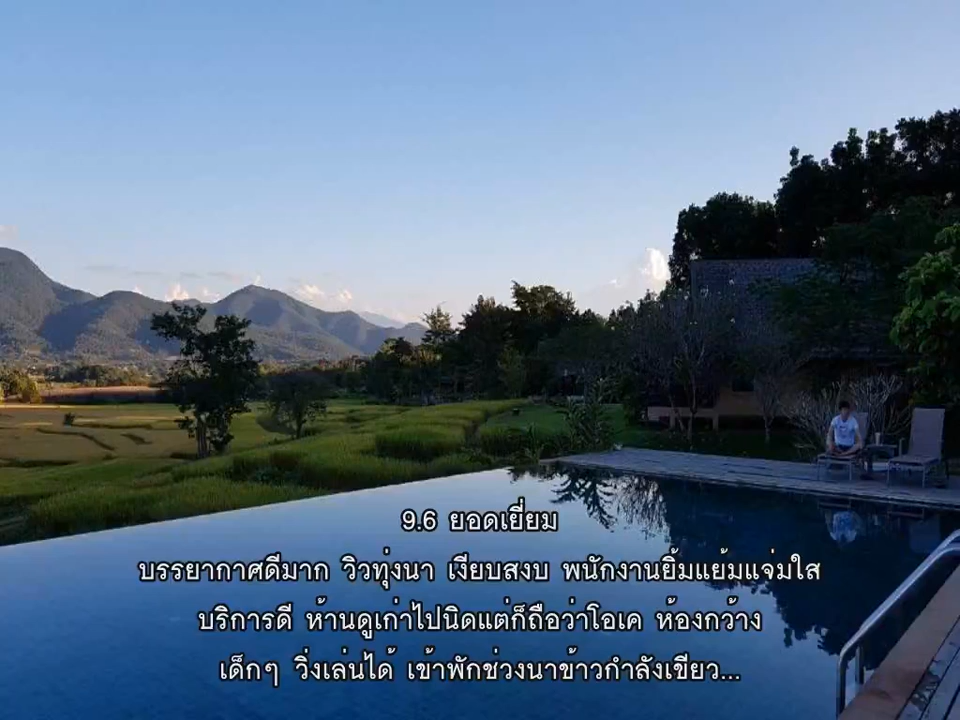 9.6 ยอดเยี่ยม
บรรยากาศดีมาก วิวทุ่งนา เงียบสงบ พนักงานยิ้มแย้มแจ่มใส
บริการดี ห้านดูเก่าไปนิดแต่ก็ถือว่าโอเค ห้องกว้าง
เด็กๆ วิ่งเล่นได้ เข้าพักช่วงนาข้าวกำลังเขียว...